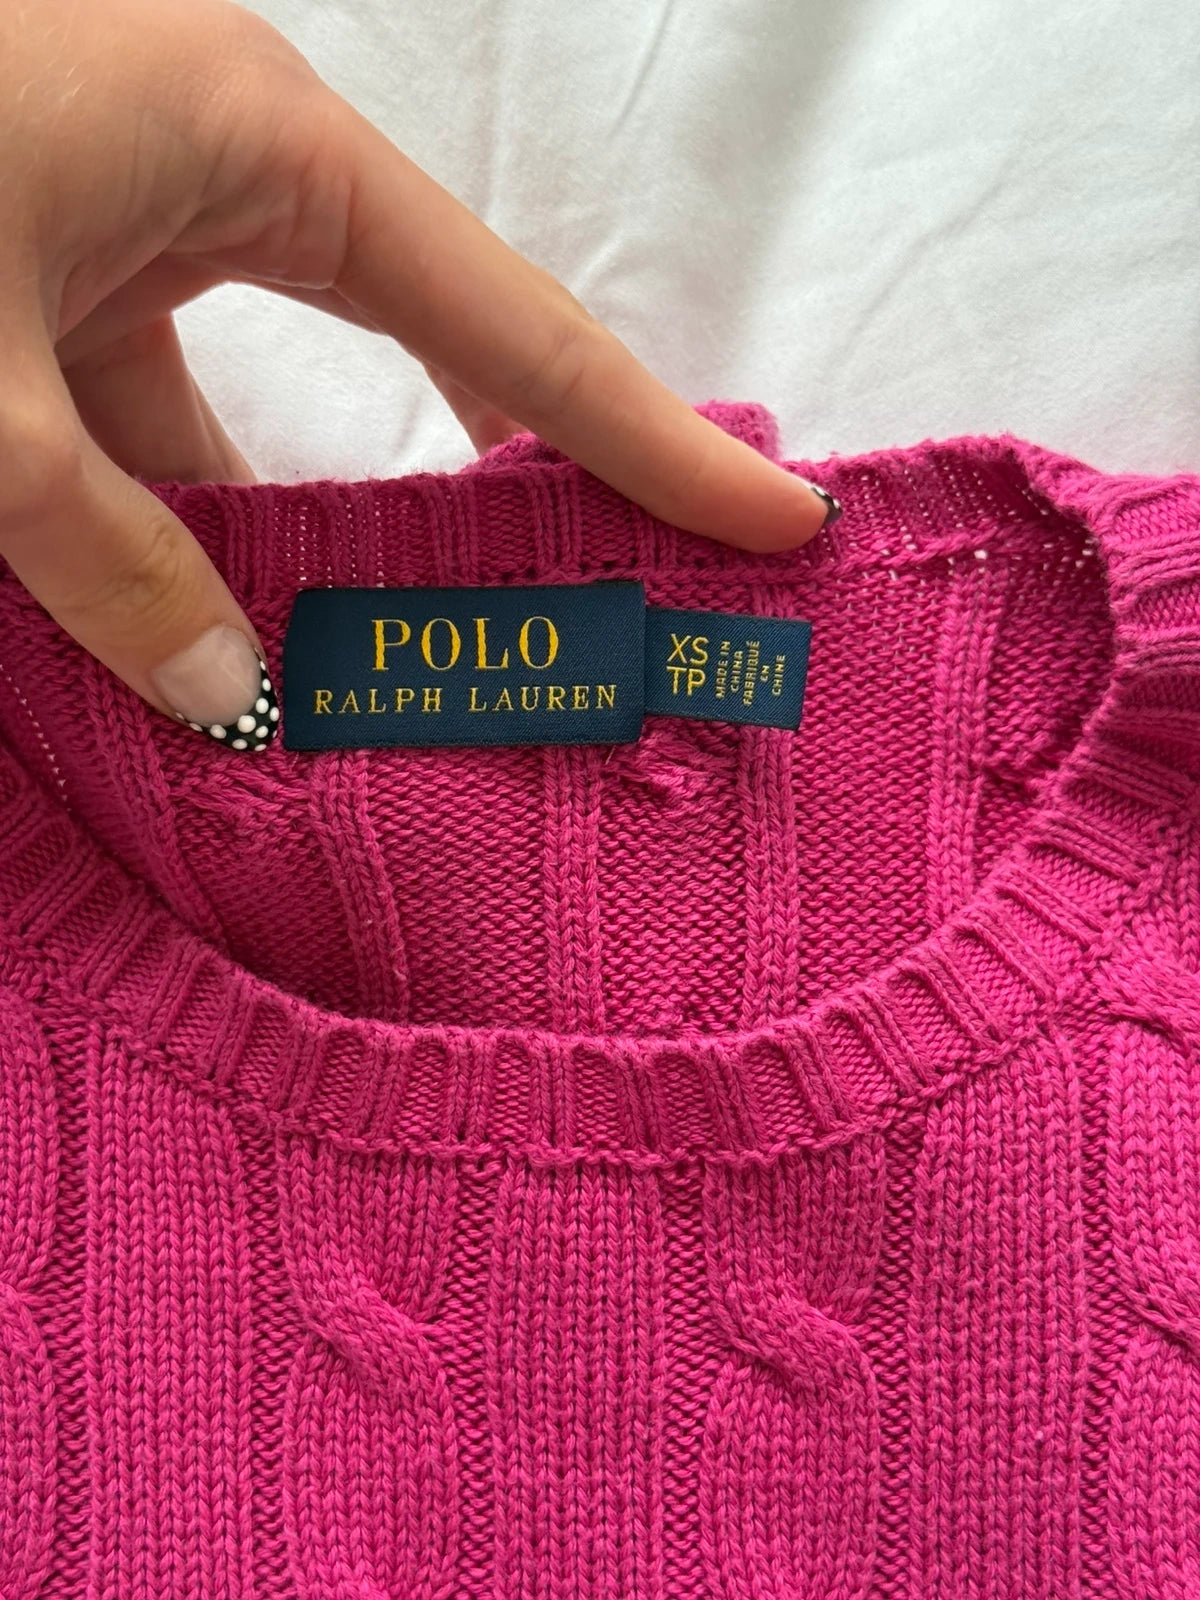 POLO
RALPH LAUREN
XS
TP
MADE IN
CHINA
FABRIQUÉ
EN
CHINE